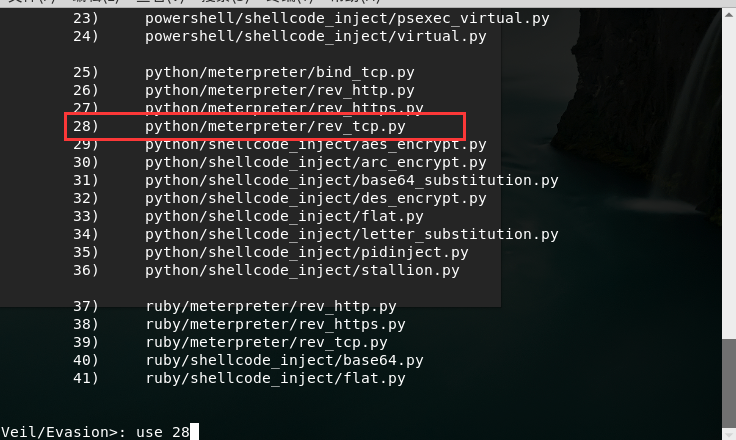 23) powershell/shellcode_inject/psexec_virtual.py
24) powershell/shellcode_inject/virtual.py
25) python/meterpreter/bind_tcp.py
26) python/meterpreter/rev_http.py
27) python/meterpreter/rev_https.py
28) python/meterpreter/rev_tcp.py
29) python/shellcode_inject/aes_encrypt.py
30) python/shellcode_inject/arc_encrypt.py
31) python/shellcode_inject/base64_substitution.py
32) python/shellcode_inject/des_encrypt.py
33) python/shellcode_inject/flat.py
34) python/shellcode_inject/letter_substitution.py
35) python/shellcode_inject/pidinject.py
36) python/shellcode_inject/stallion.py
37) ruby/meterpreter/rev_http.py
38) ruby/meterpreter/rev_https.py
39) ruby/meterpreter/rev_tcp.py
40) ruby/shellcode_inject/base64.py
41) ruby/shellcode_inject/flat.py
Veil/Evasion>: use 28